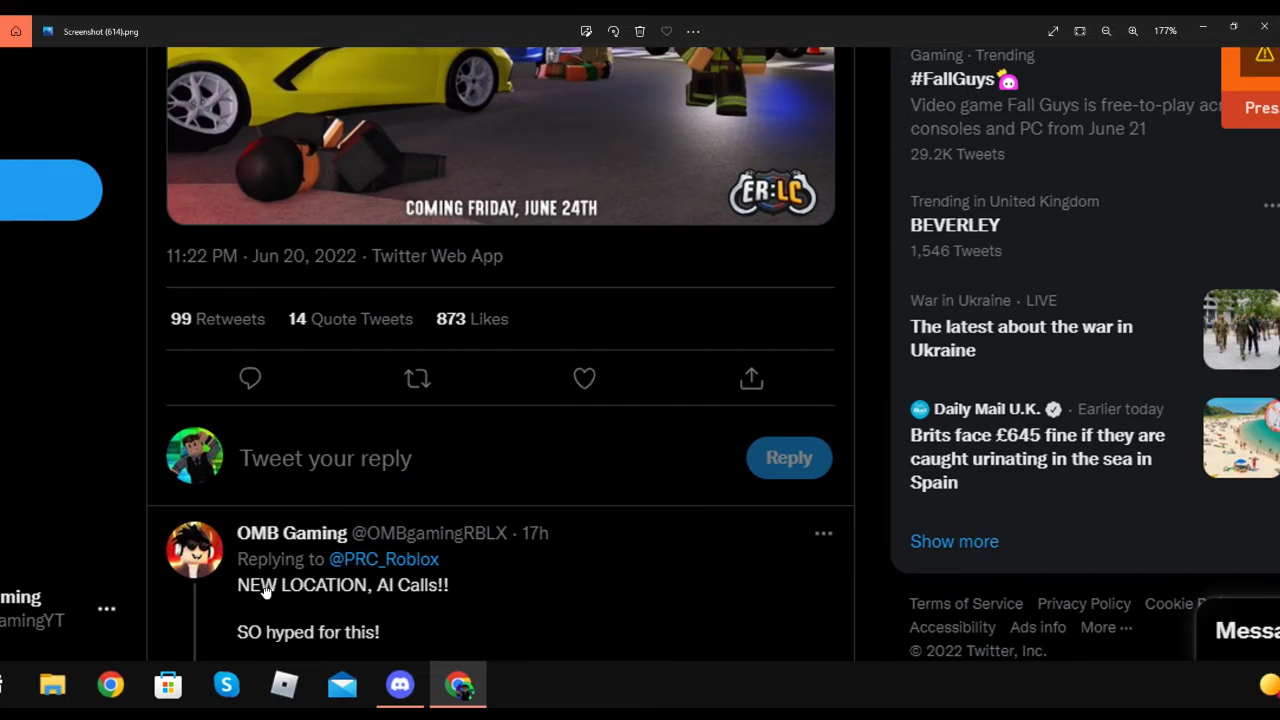 Screenshot (614).png
177%
COMING FRIDAY, JUNE 24TH
ER:LC
11:22 PM · Jun 20, 2022 · Twitter Web App
99 Retweets 14 Quote Tweets 873 Likes
Tweet your reply
Reply
OMB Gaming @OMBgamingRBLX · 17h
Replying to @PRC_Roblox
NEW LOCATION, AI Calls!!
SO hyped for this!
ming
amingYT
Gaming · Trending
#FallGuys
Video game Fall Guys is free-to-play acr
consoles and PC from June 21
29.2K Tweets
Trending in United Kingdom
BEVERLEY
1,546 Tweets
War in Ukraine · LIVE
The latest about the war in
Ukraine
Daily Mail U.K. · Earlier today
Brits face £645 fine if they are
caught urinating in the sea in
Spain
Show more
Terms of Service Privacy Policy Cookie P
Accessibility Ads info More ···
© 2022 Twitter, Inc.
Pres
Messa